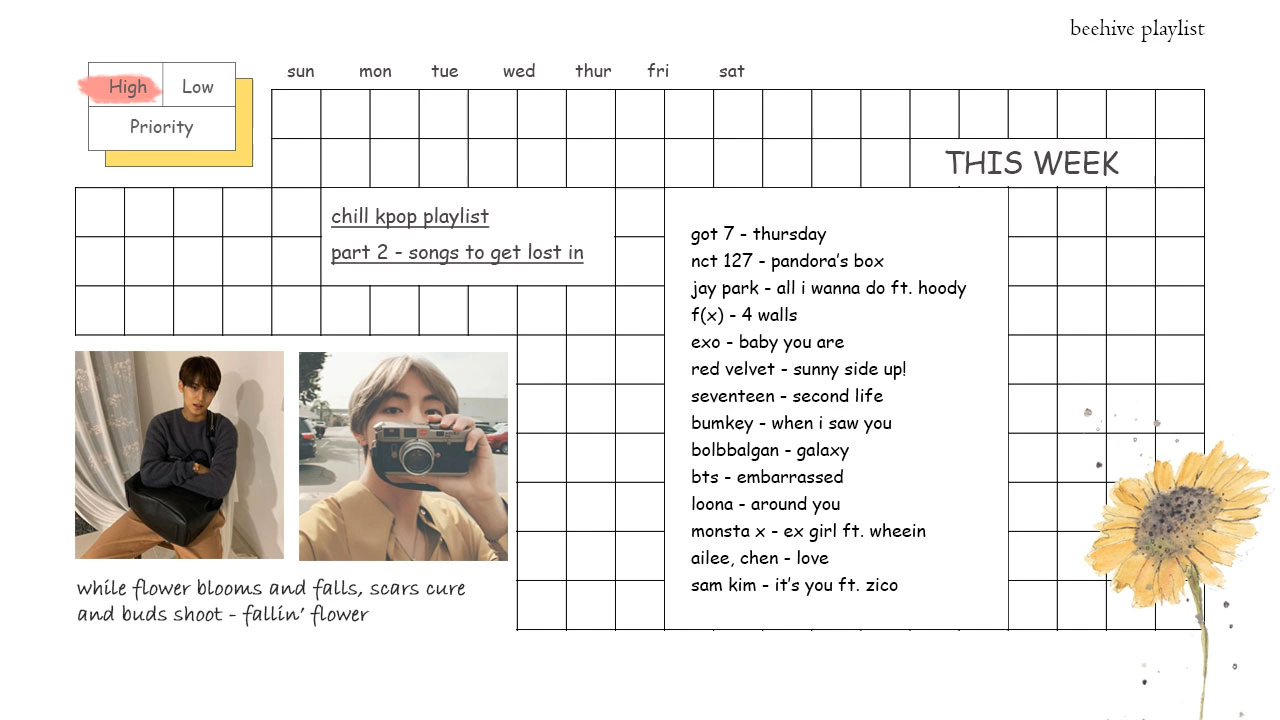 beehive playlist
High Low
Priority
sun mon tue wed thur fri sat
THIS WEEK
chill kpop playlist
part 2 - songs to get lost in
got 7 - thursday
nct 127 - pandora's box
jay park - all i wanna do ft. hoody
f(x) - 4 walls
exo - baby you are
red velvet - sunny side up!
seventeen - second life
bumkey - when i saw you
bolbbalgan - galaxy
bts - embarrassed
loona - around you
monsta x - ex girl ft. wheein
ailee, chen - love
sam kim - it's you ft. zico
while flower blooms and falls, scars cure
and buds shoot - fallin' flower